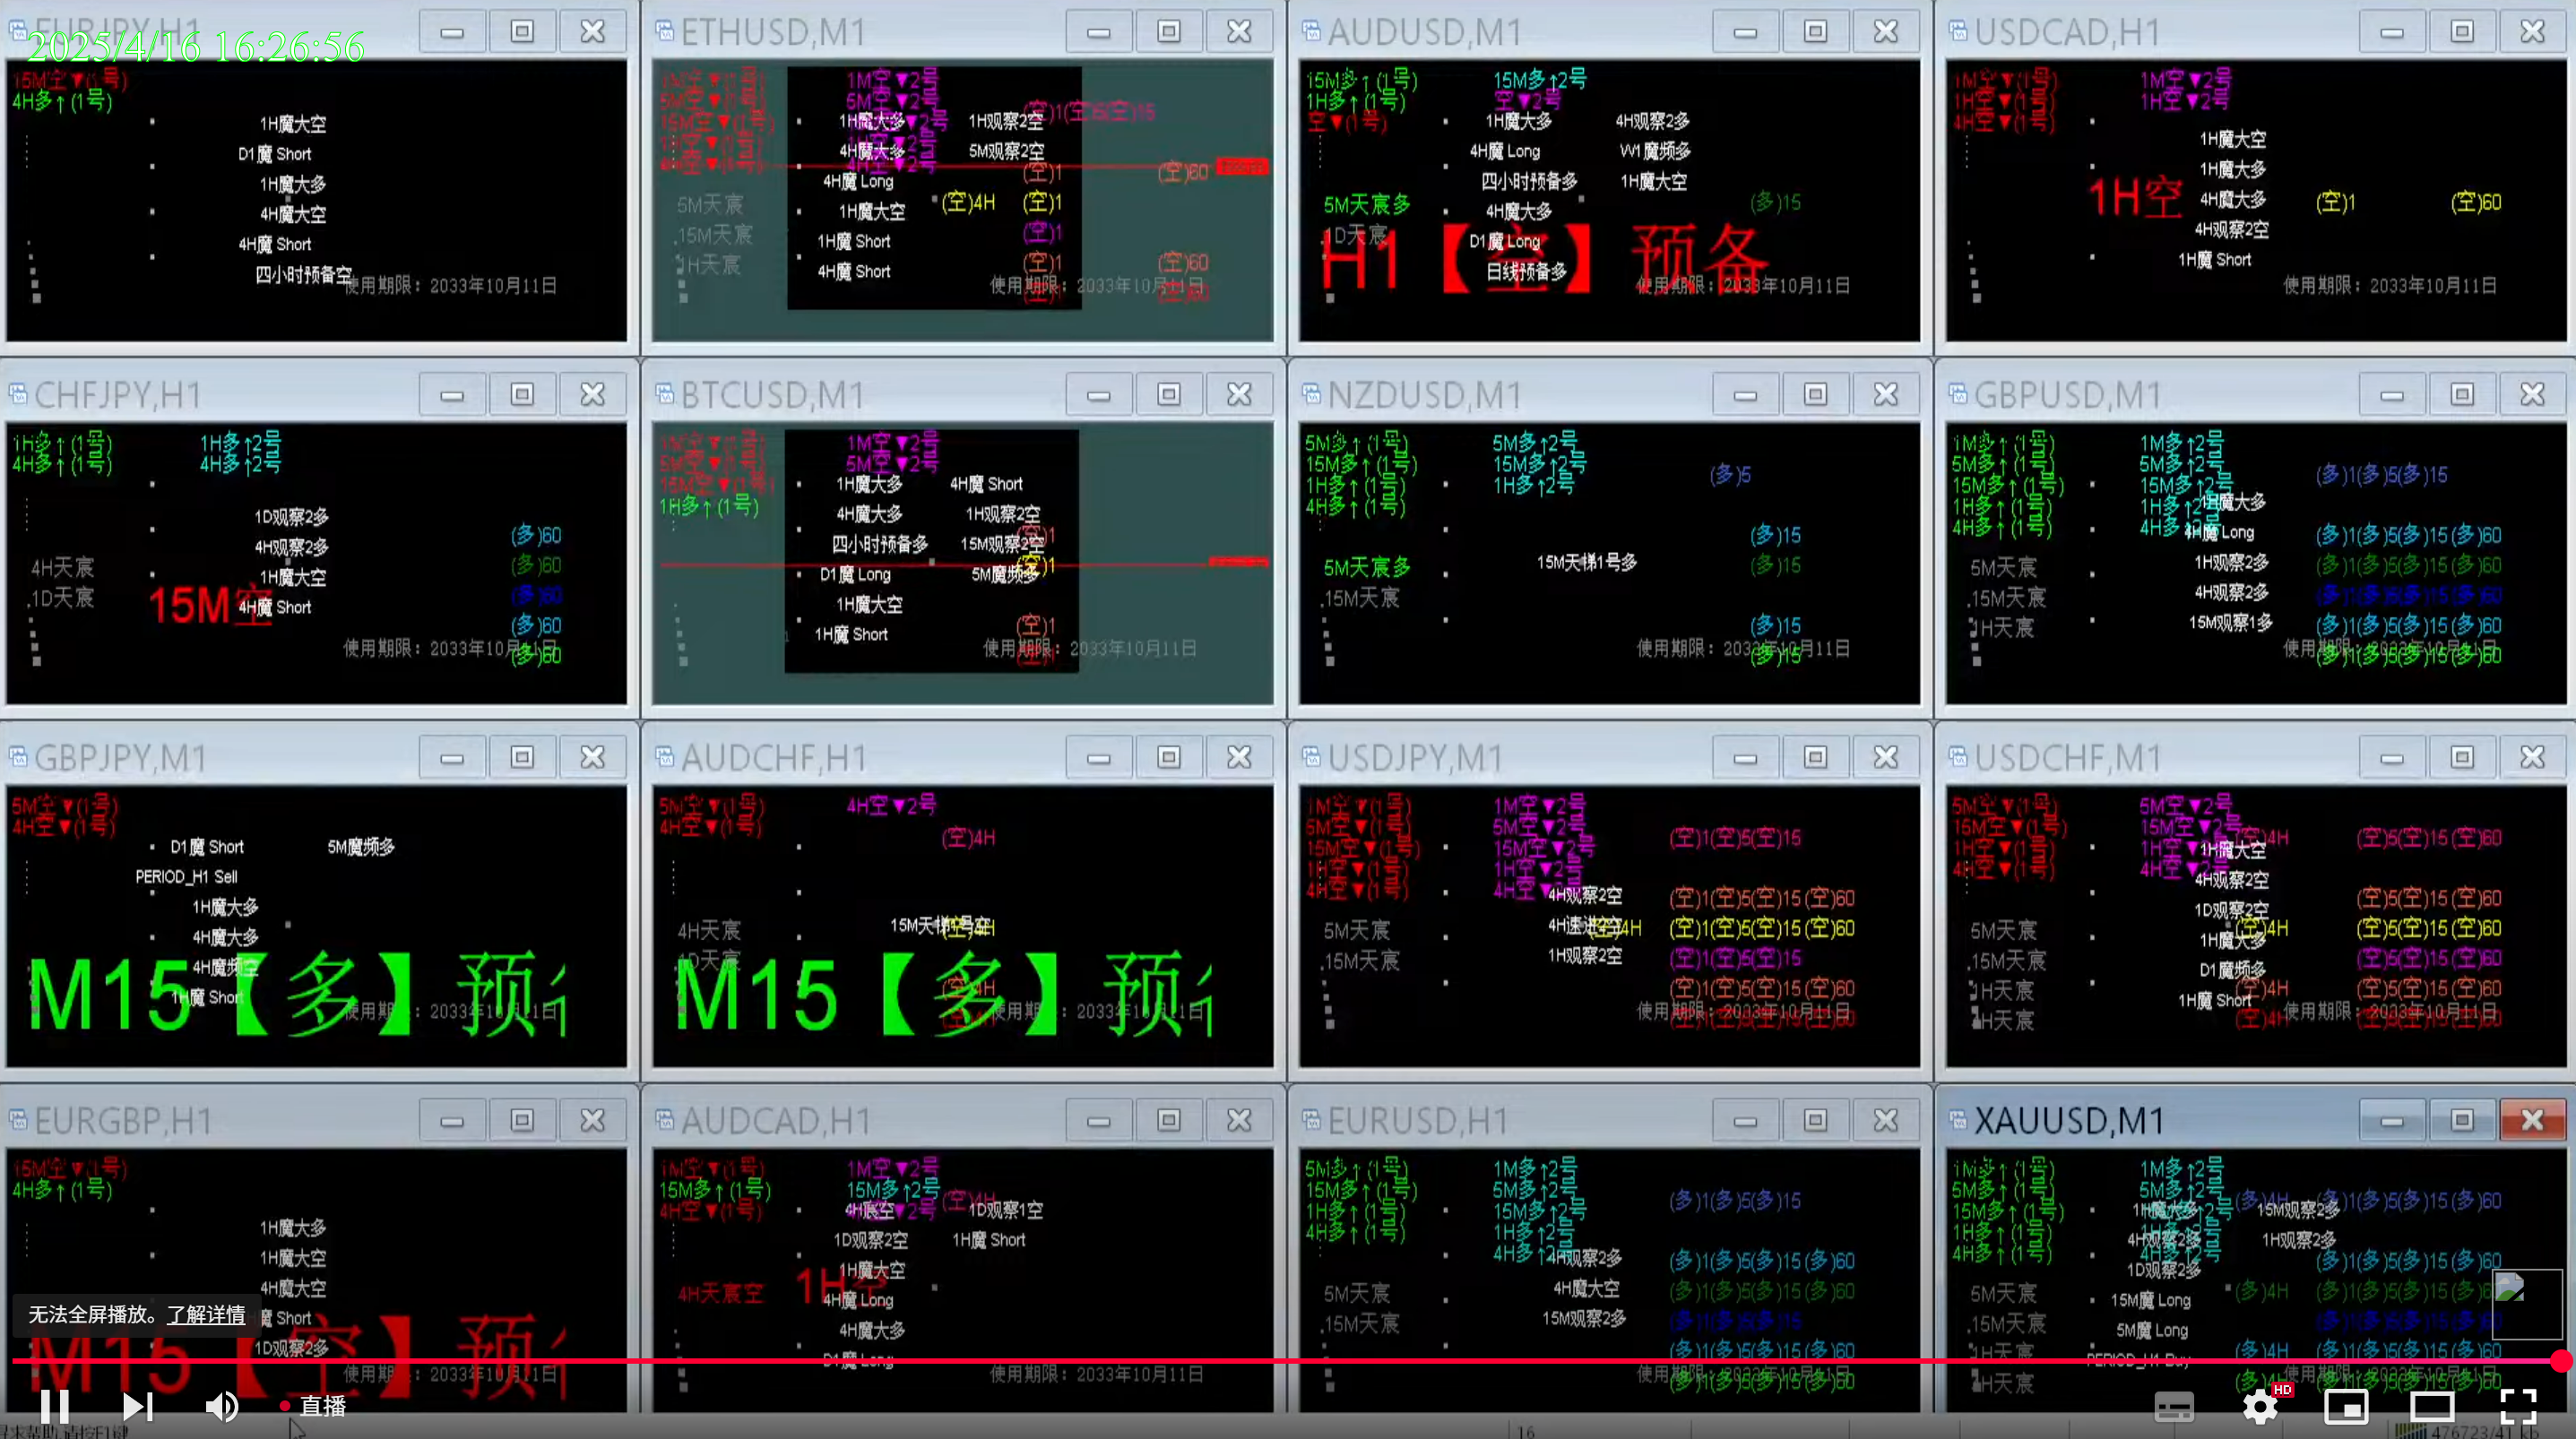 EURJPY,H1
2025/4/16 16:26:56
15M空▼(1号)
4H多↑(1号)
1H魔大空
D1魔 Short
1H魔大多
4H魔大空
4H魔 Short
四小时预备空
使用期限：2033年10月11日
ETHUSD,M1
1M空▼(1号)
1M空▼2号
5M空▼(1号)
5M空▼2号
15M空▼(1号)
(空)1(空)5(空)15
1H魔大多
1H观察2空
4H魔大多
5M观察2空
(空)1
(空)60
4H魔 Long
5M天宸
1H魔大空
(空)4H
(空)1
15M天宸
1H魔 Short
(空)1
1H天宸
4H魔 Short
(空)1
(空)60
使用期限：2033年10月11日
AUDUSD,M1
15M多↑(1号)
15M多↑2号
1H多↑(1号)
空▼2号
空▼(1号)
1H魔大多
4H观察2多
4H魔 Long
W1魔频多
四小时预备多
1H魔大空
5M天宸多
4H魔大多
(多)15
1D天宸
D1魔 Long
H1【空】预备
日线预备多
使用期限：2033年10月11日
USDCAD,H1
1M空▼(1号)
1M空▼2号
1H空▼(1号)
1H空▼2号
4H空▼(1号)
1H魔大空
1H魔大多
1H空
4H魔大多
(空)1
(空)60
4H观察2空
1H魔 Short
使用期限：2033年10月11日
CHFJPY,H1
1H多↑(1号)
1H多↑2号
4H多↑(1号)
4H多↑2号
1D观察2多
(多)60
4H观察2多
(多)60
4H天宸
1H魔大空
(多)60
1D天宸
15M空
4H魔 Short
(多)60
使用期限：2033年10月11日
(多)60
BTCUSD,M1
1M空▼(1号)
1M空▼2号
5M空▼(1号)
5M空▼2号
15M空▼(1号)
1H多↑(1号)
1H魔大多
4H魔 Short
4H魔大多
1H观察2空
四小时预备多
15M观察2空
(空)1
D1魔 Long
5M魔频多
(空)1
1H魔大空
1H魔 Short
(空)1
使用期限：2033年10月11日
NZDUSD,M1
5M多↑(1号)
5M多↑2号
15M多↑(1号)
15M多↑2号
(多)5
1H多↑(1号)
1H多↑2号
4H多↑(1号)
(多)15
5M天宸多
15M天梯1号多
(多)15
15M天宸
(多)15
使用期限：2033年10月11日
(多)15
GBPUSD,M1
1M多↑(1号)
1M多↑2号
5M多↑(1号)
5M多↑2号
(多)1(多)5(多)15
15M多↑(1号)
15M多↑2号
1H多↑(1号)
1H多↑2号
1H魔大多
4H多↑(1号)
4H多↑2号
4H魔 Long
(多)1(多)5(多)15(多)60
5M天宸
1H观察2多
(多)1(多)5(多)15(多)60
15M天宸
4H观察2多
(多)1(多)5(多)15(多)60
1H天宸
15M观察1多
(多)1(多)5(多)15(多)60
使用期限：2033年10月11日
(多)1(多)5(多)15(多)60
GBPJPY,M1
5M空▼(1号)
4H空▼(1号)
D1魔 Short
5M魔频多
PERIOD_H1 Sell
1H魔大多
4H魔大多
4H魔频空
1H魔 Short
M15【多】预
使用期限：2033年10月11日
AUDCHF,H1
5M空▼(1号)
4H空▼2号
4H空▼(1号)
(空)4H
4H天宸
15M天梯1号空
(空)4H
1D天宸
M15【多】预
(空)4H
使用期限：2033年10月11日
USDJPY,M1
1M空▼(1号)
1M空▼2号
5M空▼(1号)
5M空▼2号
15M空▼(1号)
15M空▼2号
(空)1(空)5(空)15
1H空▼(1号)
1H空▼2号
4H空▼(1号)
4H空▼2号
4H观察2空
(空)1(空)5(空)15(空)60
5M天宸
(空)4H
(空)1(空)5(空)15(空)60
15M天宸
1H观察2空
(空)1(空)5(空)15
(空)1(空)5(空)15(空)60
使用期限：2033年10月11日
(空)1(空)5(空)15(空)60
USDCHF,M1
5M空▼(1号)
5M空▼2号
15M空▼(1号)
15M空▼2号
(空)4H
(空)5(空)15(空)60
1H空▼(1号)
1H空▼2号
1H魔大空
4H空▼(1号)
4H空▼2号
4H观察2空
(空)5(空)15(空)60
1D观察2空
5M天宸
(空)4H
(空)5(空)15(空)60
1H魔大多
15M天宸
D1魔频多
(空)5(空)15(空)60
1H天宸
1H魔 Short
(空)4H
(空)5(空)15(空)60
4H天宸
使用期限：2033年10月11日
(空)4H
(空)5(空)15(空)60
EURGBP,H1
15M空▼(1号)
4H多↑(1号)
1H魔大多
1H魔大空
4H魔大空
魔 Short
1D观察2多
M15【空】预
使用期限：2033年10月11日
AUDCAD,H1
1M空▼(1号)
1M空▼2号
15M多↑(1号)
15M多↑2号
(空)4H
4H空▼(1号)
1D观察1空
1D观察2空
1H魔 Short
1H魔大空
4H天宸空
1H空
4H魔 Long
4H魔大多
D1魔 Long
使用期限：2033年10月11日
EURUSD,H1
5M多↑(1号)
1M多↑2号
15M多↑(1号)
5M多↑2号
(多)1(多)5(多)15
1H多↑(1号)
15M多↑2号
4H多↑(1号)
1H多↑2号
4H多↑2号
4H观察2多
(多)1(多)5(多)15(多)60
5M天宸
4H魔大空
(多)1(多)5(多)15(多)60
15M天宸
15M观察2多
(多)1(多)5(多)15
(多)1(多)5(多)15(多)60
使用期限：2033年10月11日
(多)1(多)5(多)15(多)60
XAUUSD,M1
1M多↑(1号)
1M多↑2号
5M多↑(1号)
5M多↑2号
(多)4H
(多)1(多)5(多)15(多)60
15M多↑(1号)
1H魔大多
15M观察2多
1H多↑(1号)
4H观察2多
1H观察2多
4H多↑(1号)
1D观察2多
(多)1(多)5(多)15(多)60
5M天宸
15M魔 Long
(多)4H
15M天宸
5M魔 Long
1H天宸
PERIOD_H1 Buy
(多)4H
(多)1(多)5(多)15(多)60
4H天宸
使用期限：2033年10月11日
无法全屏播放。了解详情
直播
HD
16
476723/41 kb